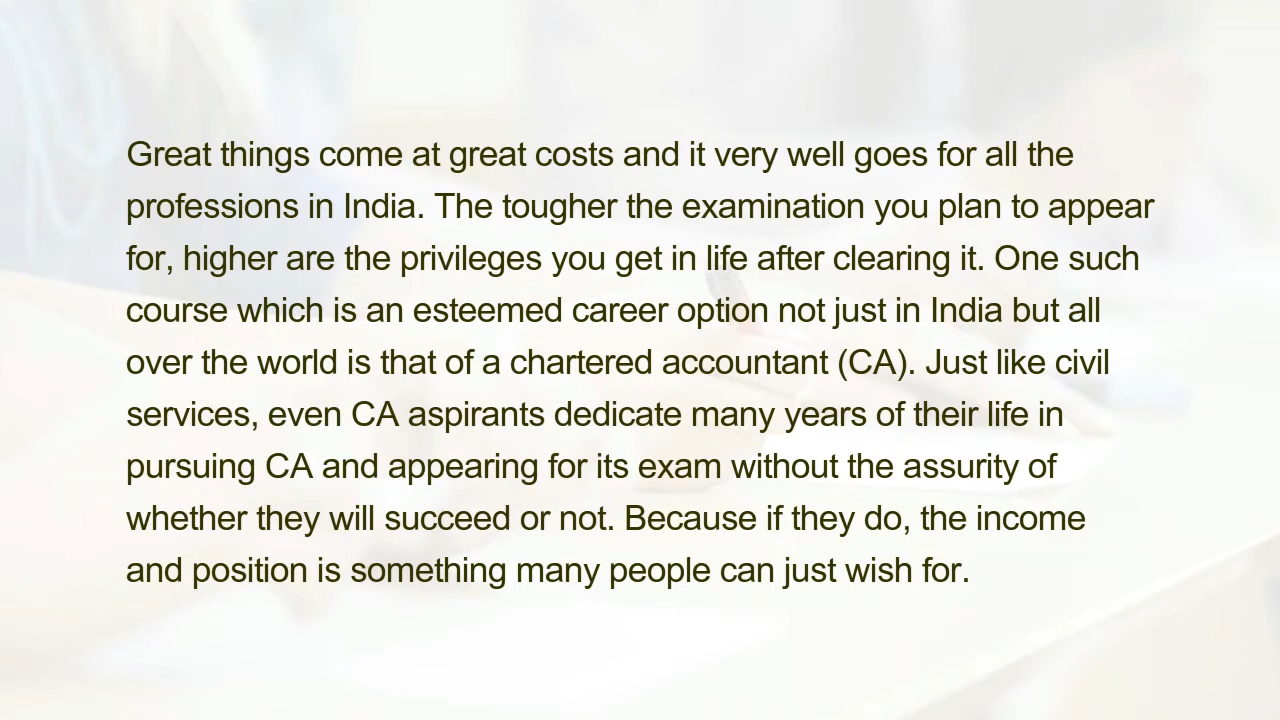 Great things come at great costs and it very well goes for all the
professions in India. The tougher the examination you plan to appear
for, higher are the privileges you get in life after clearing it. One such
course which is an esteemed career option not just in India but all
over the world is that of a chartered accountant (CA). Just like civil
services, even CA aspirants dedicate many years of their life in
pursuing CA and appearing for its exam without the assurity of
whether they will succeed or not. Because if they do, the income
and position is something many people can just wish for.